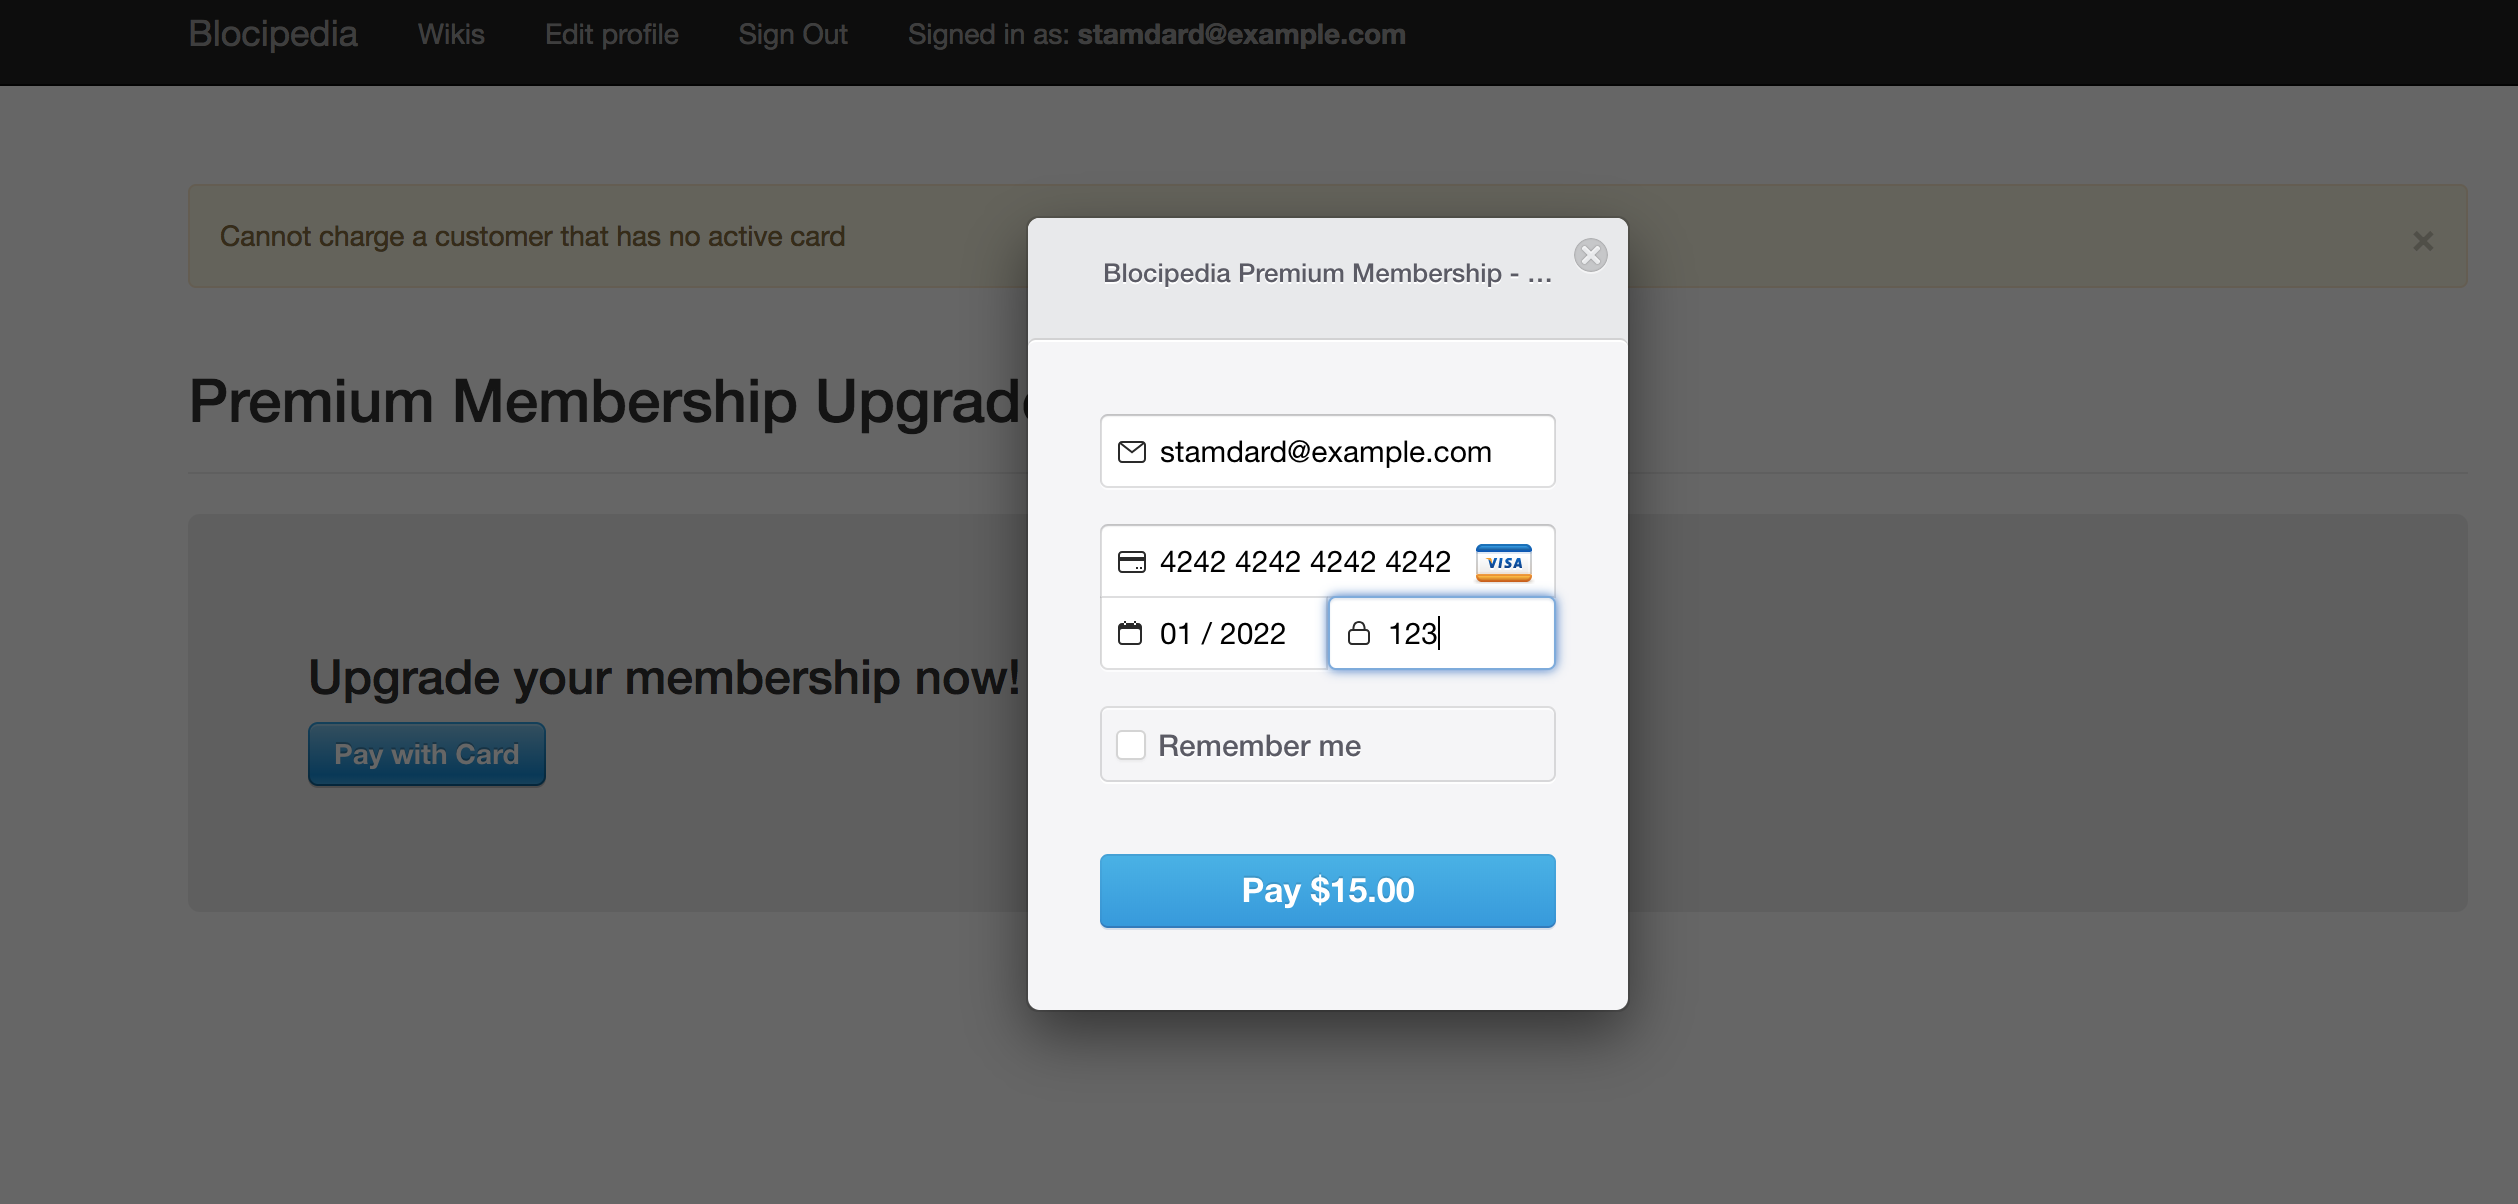 Blocipedia Wikis Edit profile Sign Out Signed in as: stamdard@example.com
Cannot charge a customer that has no active card
Premium Membership Upgrade
Upgrade your membership now!
Pay with Card
Blocipedia Premium Membership - ...
stamdard@example.com
4242 4242 4242 4242 VISA
01 / 2022 123
Remember me
Pay $15.00